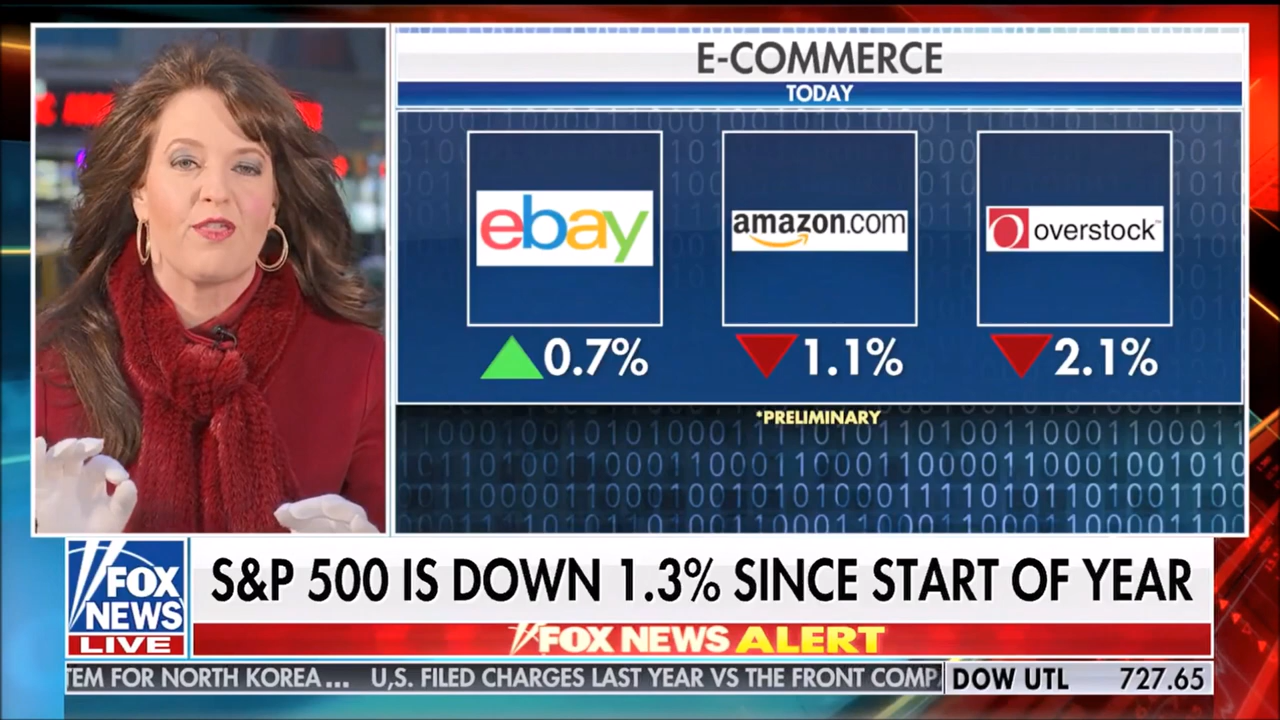 E-COMMERCE
TODAY
ebay
amazon.com
overstock™
0.7%
1.1%
2.1%
*PRELIMINARY
S&P 500 IS DOWN 1.3% SINCE START OF YEAR
FOX
NEWS
LIVE
FOX NEWS ALERT
TEM FOR NORTH KOREA... U.S. FILED CHARGES LAST YEAR VS THE FRONT COMP
DOW UTL 727.65